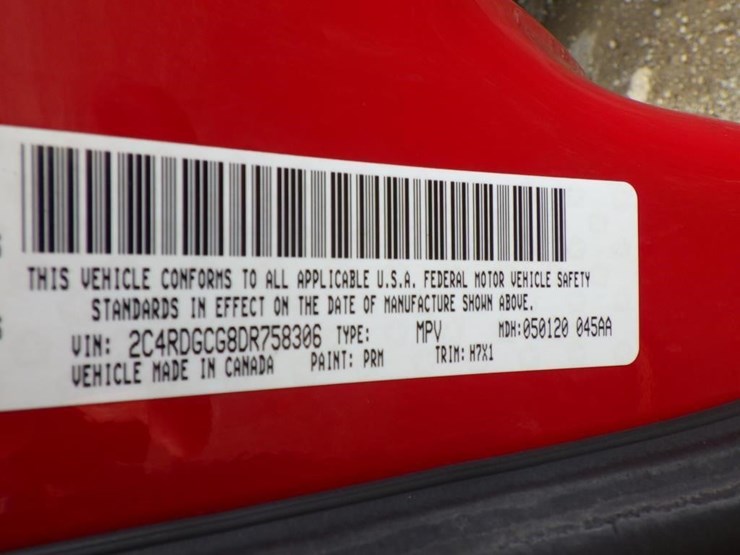 THIS VEHICLE CONFORMS TO ALL APPLICABLE U.S.A. FEDERAL MOTOR VEHICLE SAFETY
STANDARDS IN EFFECT ON THE DATE OF MANUFACTURE SHOWN ABOVE.
VIN: 2C4RDGCG8DR758306 TYPE: MPV MDH:050120 045AA
VEHICLE MADE IN CANADA PAINT: PRM TRIM: H7X1